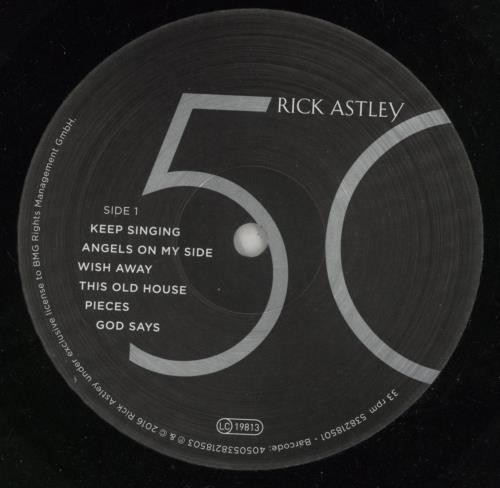 50
RICK ASTLEY
SIDE 1
KEEP SINGING
ANGELS ON MY SIDE
WISH AWAY
THIS OLD HOUSE
PIECES
GOD SAYS
LC 19813
33 rpm 538218501 - Barcode: 4050538218503 ℗ & © 2016 Rick Astley under exclusive license to BMG Rights Management GmbH.